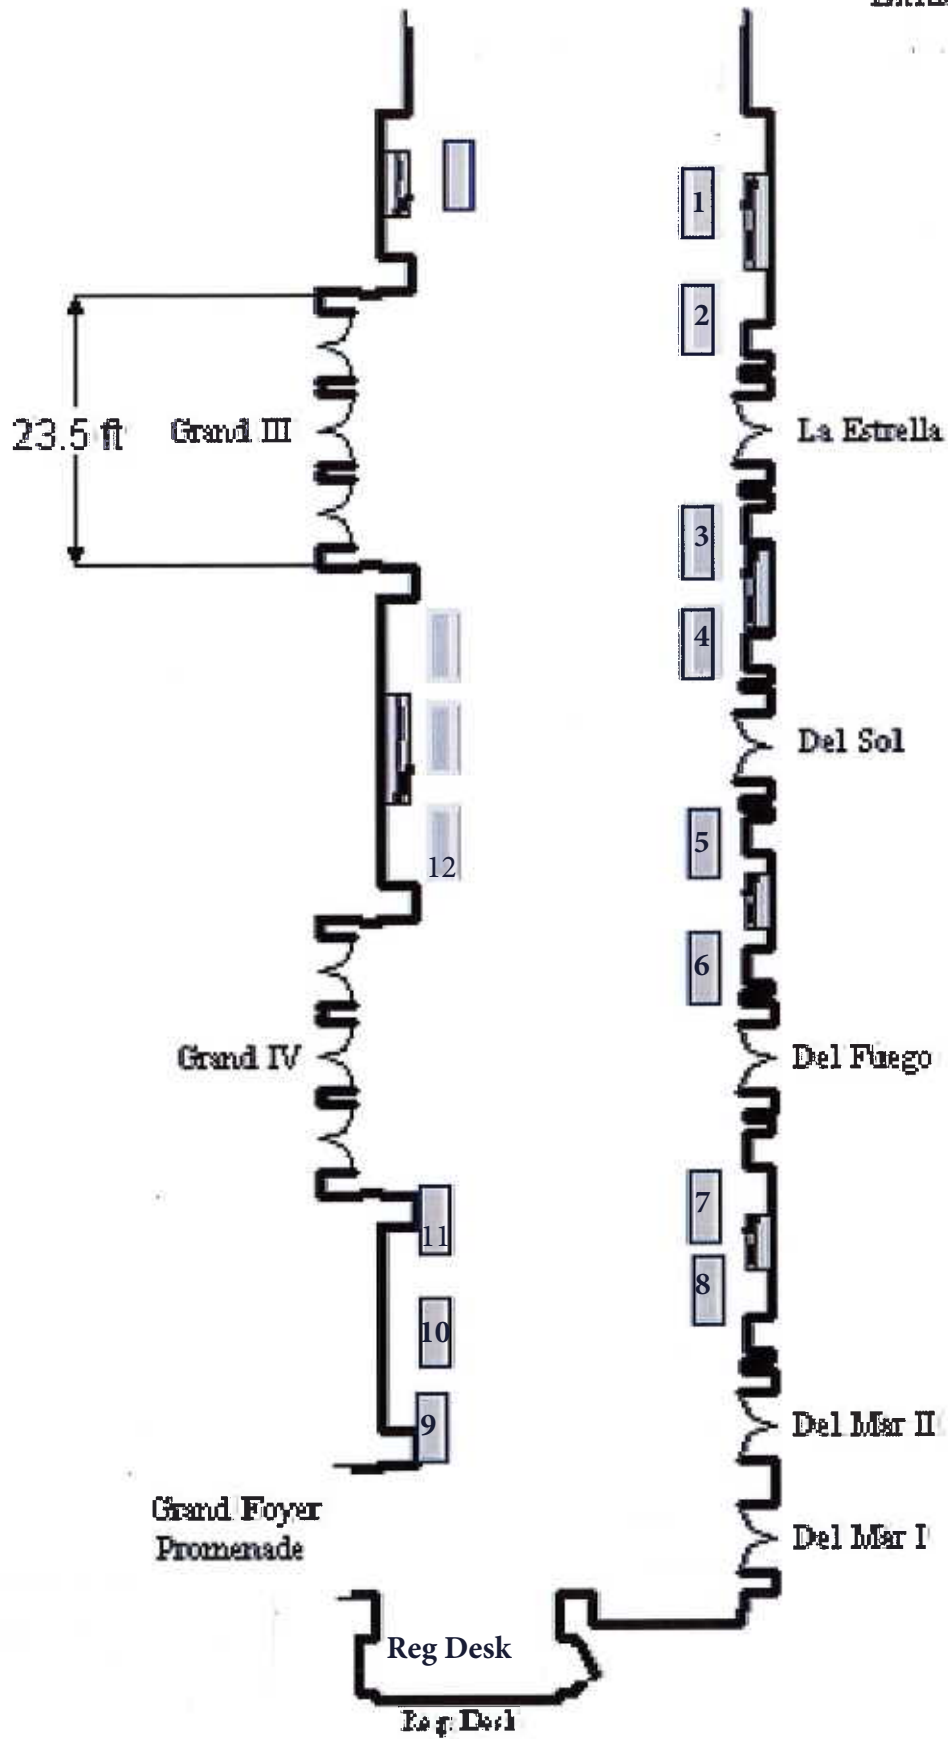 1
2
23.5 ft
Grand III
La Estrella
3
4
Del Sol
5
12
6
Grand IV
Del Fuego
7
11
8
10
9
Del Mar II
Grand Foyer
Promenade
Del Mar I
Reg Desk
Reg Desk